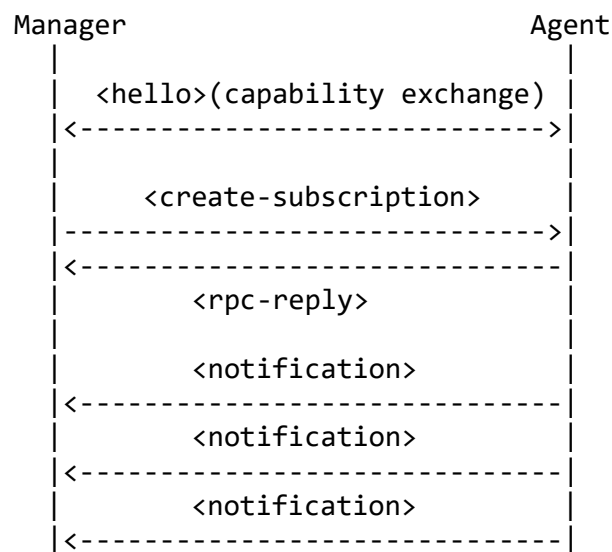 Manager Agent
<hello>(capability exchange)
<create-subscription>
<rpc-reply>
<notification>
<notification>
<notification>